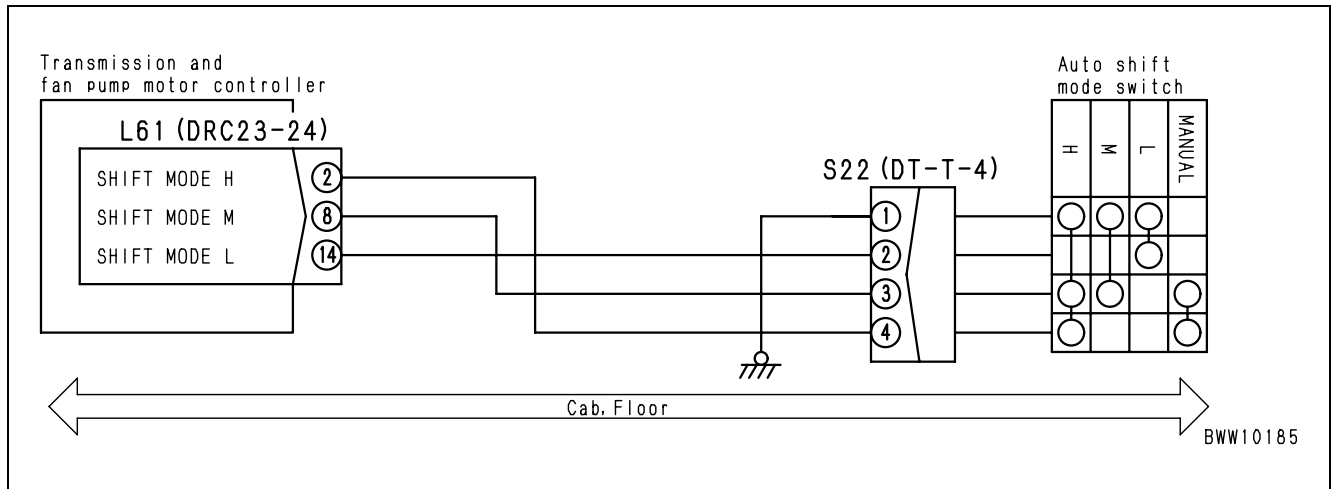 Transmission and
fan pump motor controller
L61 (DRC23-24)
SHIFT MODE H
2
SHIFT MODE M
8
SHIFT MODE L
14
S22 (DT-T-4)
1
2
3
4
Auto shift
mode switch
H
M
L
MANUAL
Cab, Floor
BWW10185